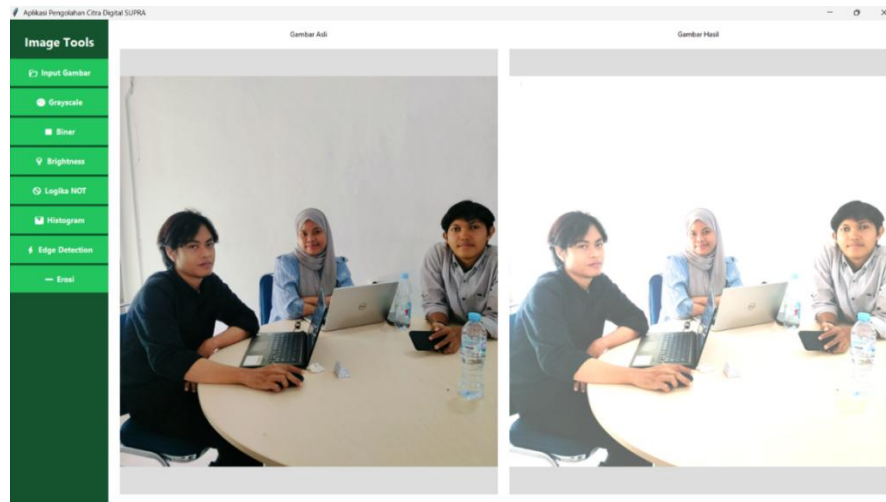 Aplikasi Pengolahan Citra Digital SUPRA
Image Tools
Input Gambar
Grayscale
Biner
Brightness
Logika NOT
Histogram
Edge Detection
Erosi
Gambar Asli
Gambar Hasil
DELL